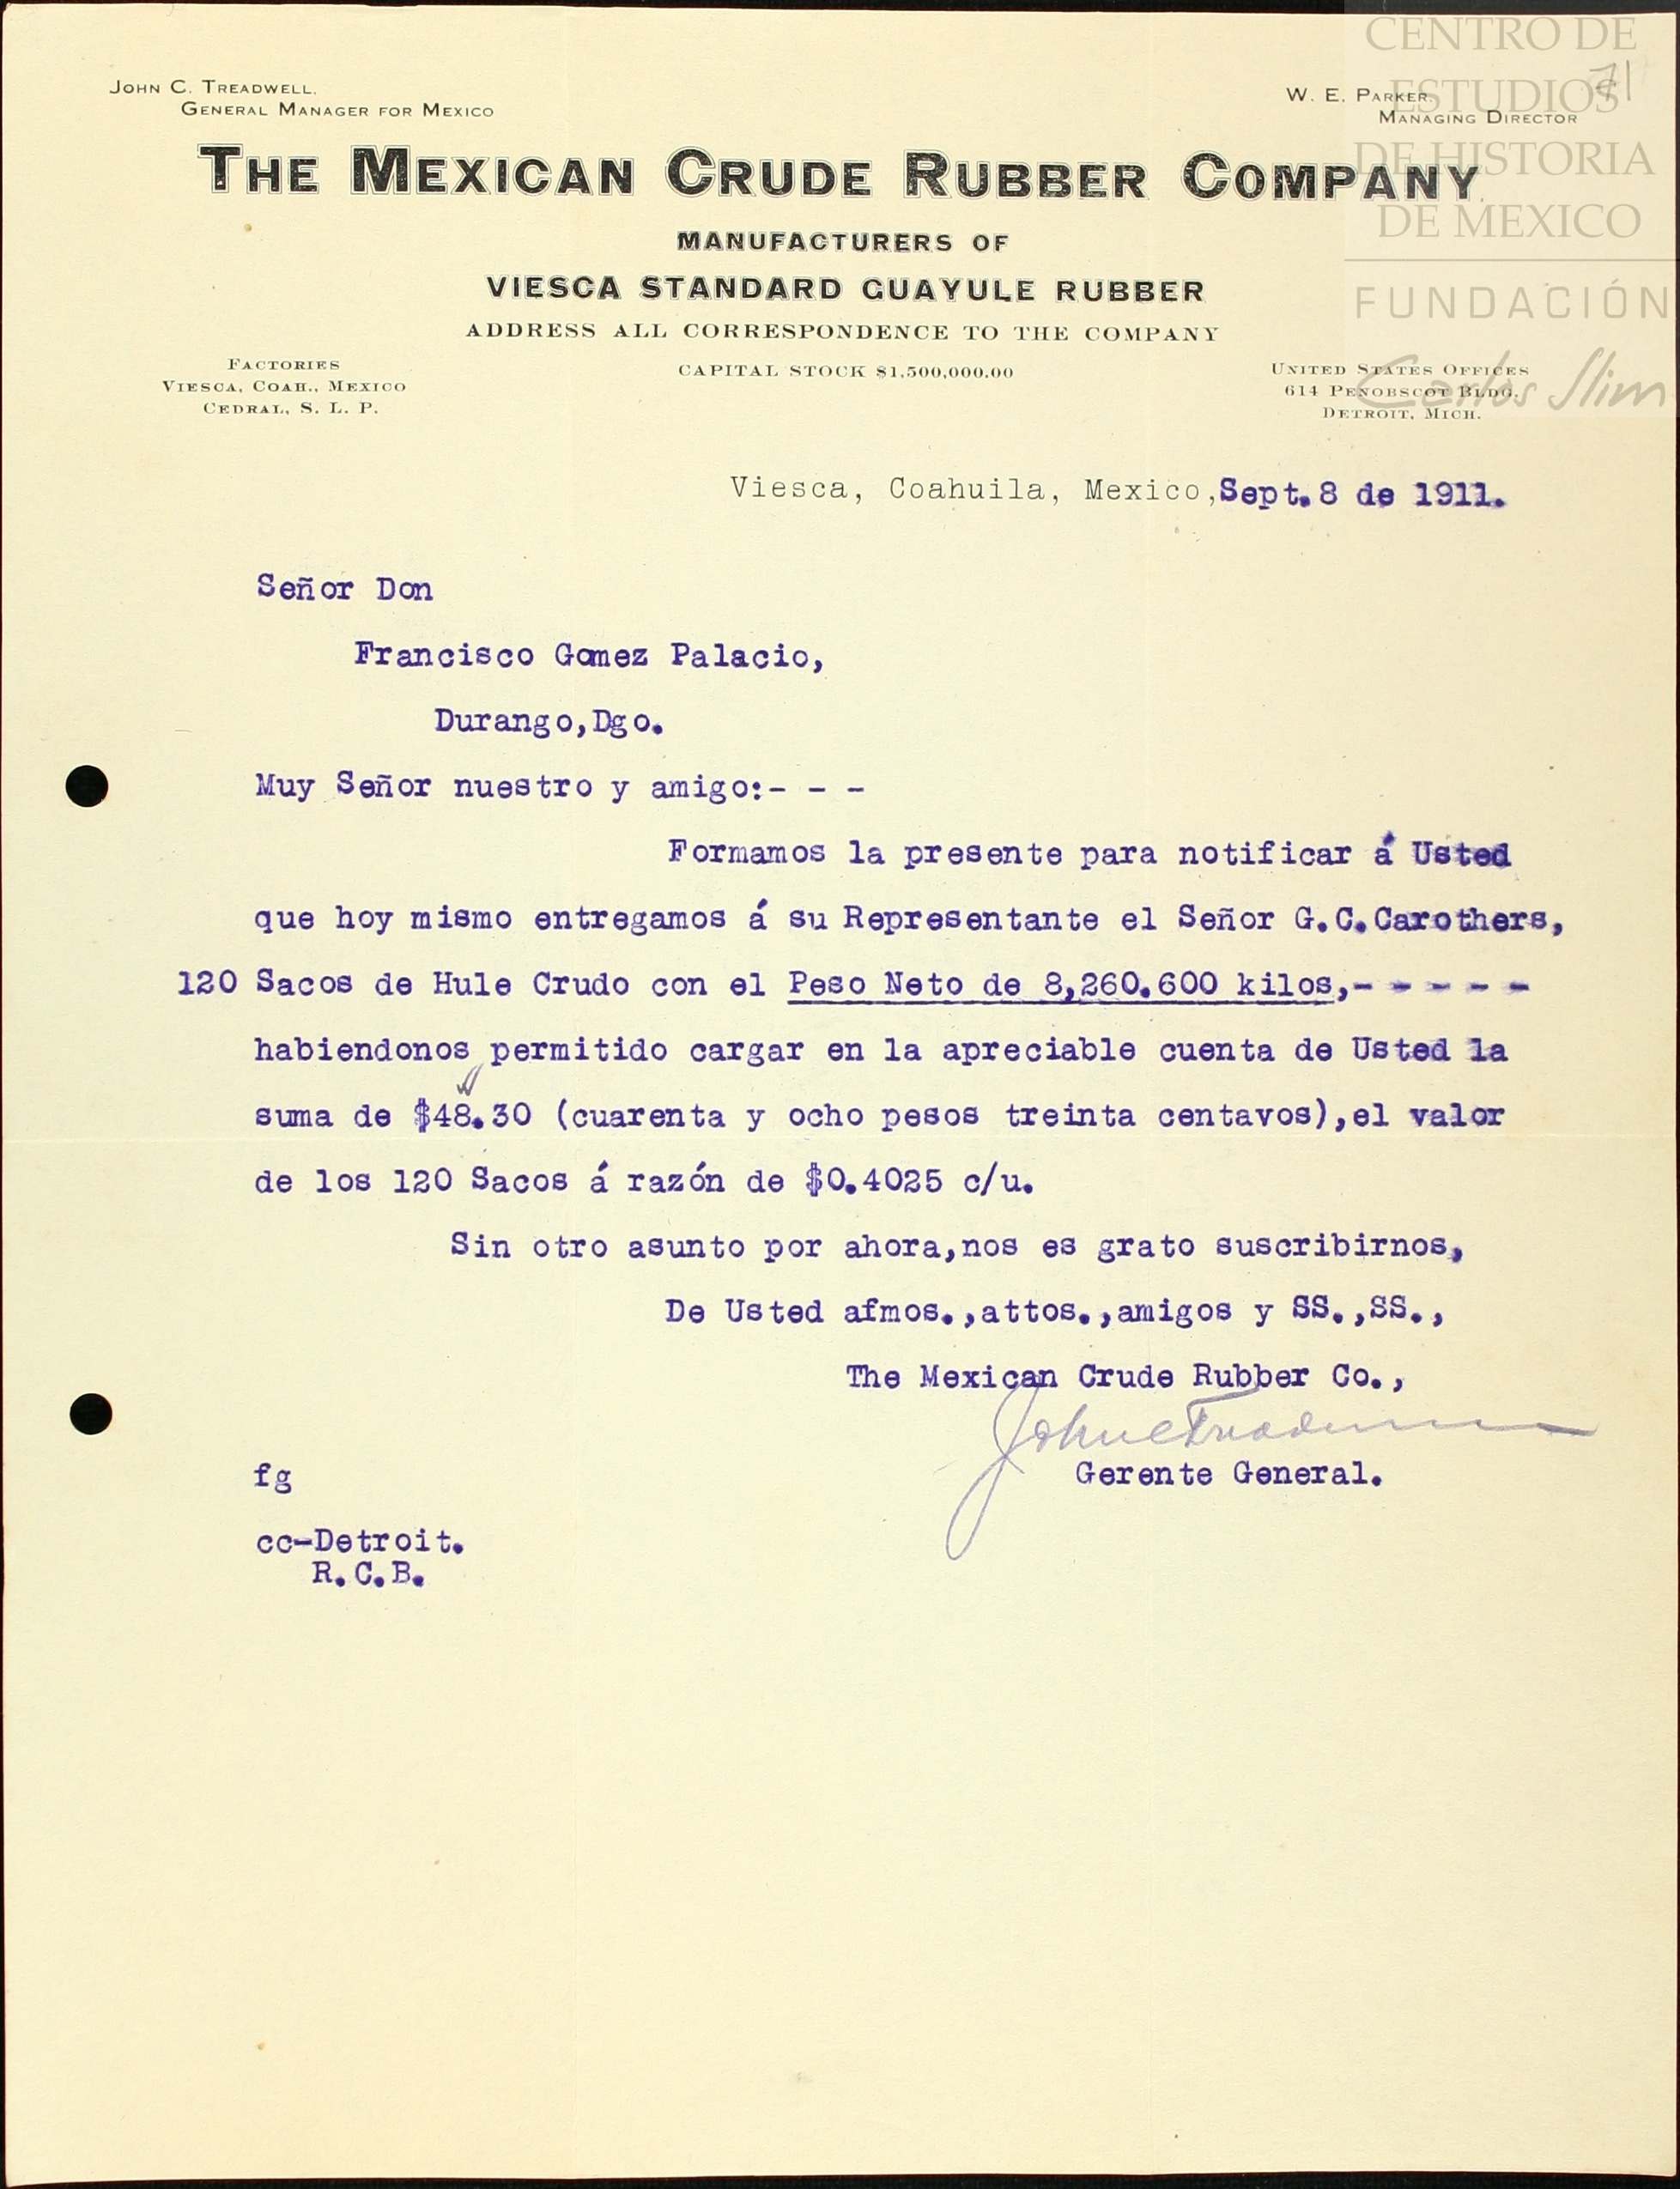 CENTRO DE
ESTUDIOS
DE HISTORIA
DE MEXICO
FUNDACIÓN
Carlos Slim
71
John C. Treadwell.
General Manager for Mexico
W. E. Parker,
Managing Director
The Mexican Crude Rubber Company
MANUFACTURERS OF
VIESCA STANDARD GUAYULE RUBBER
ADDRESS ALL CORRESPONDENCE TO THE COMPANY
CAPITAL STOCK $1,500,000.00
Factories
Viesca, Coah., Mexico
Cedral, S. L. P.
United States Offices
614 Penobscot Bldg.
Detroit, Mich.
Viesca, Coahuila, Mexico, Sept. 8 de 1911.
Señor Don
Francisco Gomez Palacio,
Durango, Dgo.
Muy Señor nuestro y amigo:- - -
Formamos la presente para notificar á Usted
que hoy mismo entregamos á su Representante el Señor G.C.Carothers,
120 Sacos de Hule Crudo con el Peso Neto de 8,260.600 kilos,- - - - -
habiendonos permitido cargar en la apreciable cuenta de Usted la
suma de $48.30 (cuarenta y ocho pesos treinta centavos),el valor
de los 120 Sacos á razón de $0.4025 c/u.
Sin otro asunto por ahora,nos es grato suscribirnos,
De Usted afmos.,attos.,amigos y SS.,SS.,
The Mexican Crude Rubber Co.,
John C Treadwell
Gerente General.
fg
cc-Detroit.
R.C.B.